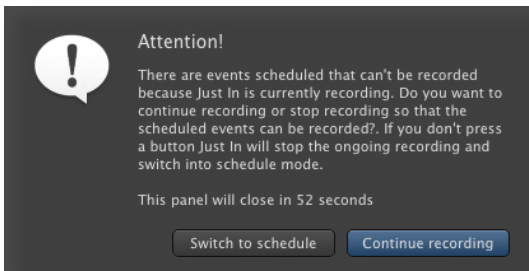 Attention!
There are events scheduled that can't be recorded
because Just In is currently recording. Do you want to
continue recording or stop recording so that the
scheduled events can be recorded?. If you don't press
a button Just In will stop the ongoing recording and
switch into schedule mode.
This panel will close in 52 seconds
Switch to schedule
Continue recording